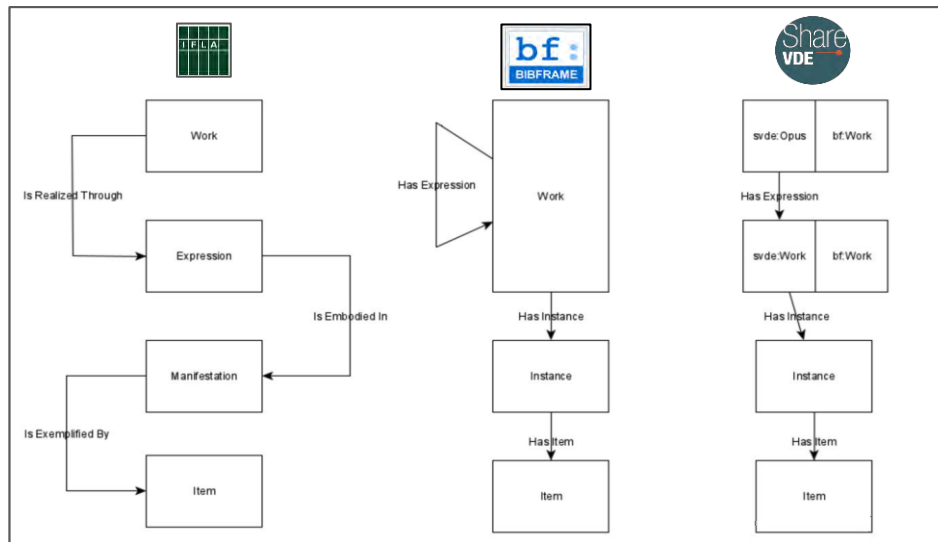 IFLA
bf:
BIBFRAME
Share
VDE
Work
Is Realized Through
Expression
Is Embodied In
Manifestation
Is Exemplified By
Item
Has Expression
Work
Has Instance
Instance
Has Item
Item
svde:Opus
bf:Work
Has Expression
svde:Work
bf:Work
Has Instance
Instance
Has Item
Item